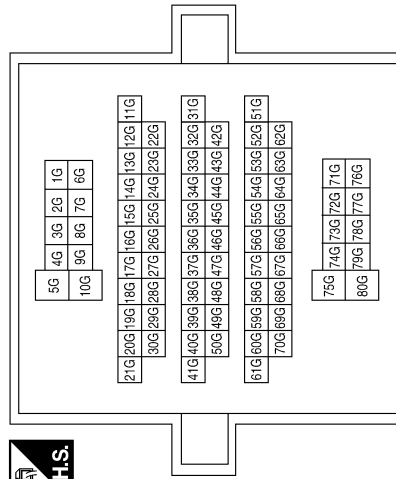 H.S.
5G 4G 3G 2G 1G
10G 9G 8G 7G 6G
21G 20G 19G 18G 17G 16G 15G 14G 13G 12G 11G
30G 29G 28G 27G 26G 25G 24G 23G 22G
41G 40G 39G 38G 37G 36G 35G 34G 33G 32G 31G
50G 49G 48G 47G 46G 45G 44G 43G 42G
61G 60G 59G 58G 57G 56G 55G 54G 53G 52G 51G
70G 69G 68G 67G 66G 65G 64G 63G 62G
75G 74G 73G 72G 71G
80G 79G 78G 77G 76G